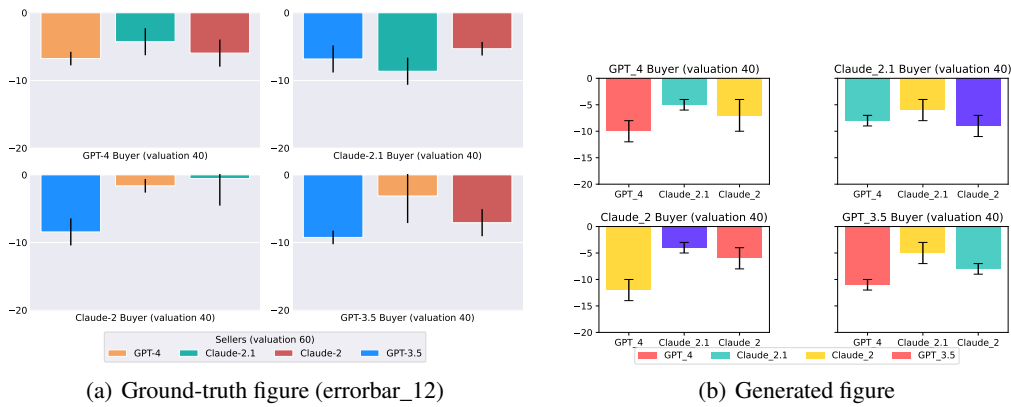 0
−10
−20
GPT-4 Buyer (valuation 40)
0
−10
−20
Claude-2.1 Buyer (valuation 40)
0
−10
−20
Claude-2 Buyer (valuation 40)
0
−10
−20
GPT-3.5 Buyer (valuation 40)
Sellers (valuation 60)
GPT-4 Claude-2.1 Claude-2 GPT-3.5
(a) Ground-truth figure (errorbar_12)
GPT_4 Buyer (valuation 40)
0
−5
−10
−15
−20
GPT_4 Claude_2.1 Claude_2
Claude_2.1 Buyer (valuation 40)
0
−5
−10
−15
−20
GPT_4 Claude_2.1 Claude_2
Claude_2 Buyer (valuation 40)
0
−5
−10
−15
−20
GPT_4 Claude_2.1 Claude_2
GPT_3.5 Buyer (valuation 40)
0
−5
−10
−15
−20
GPT_4 Claude_2.1 Claude_2
GPT_4 Claude_2.1 Claude_2 GPT_3.5
(b) Generated figure